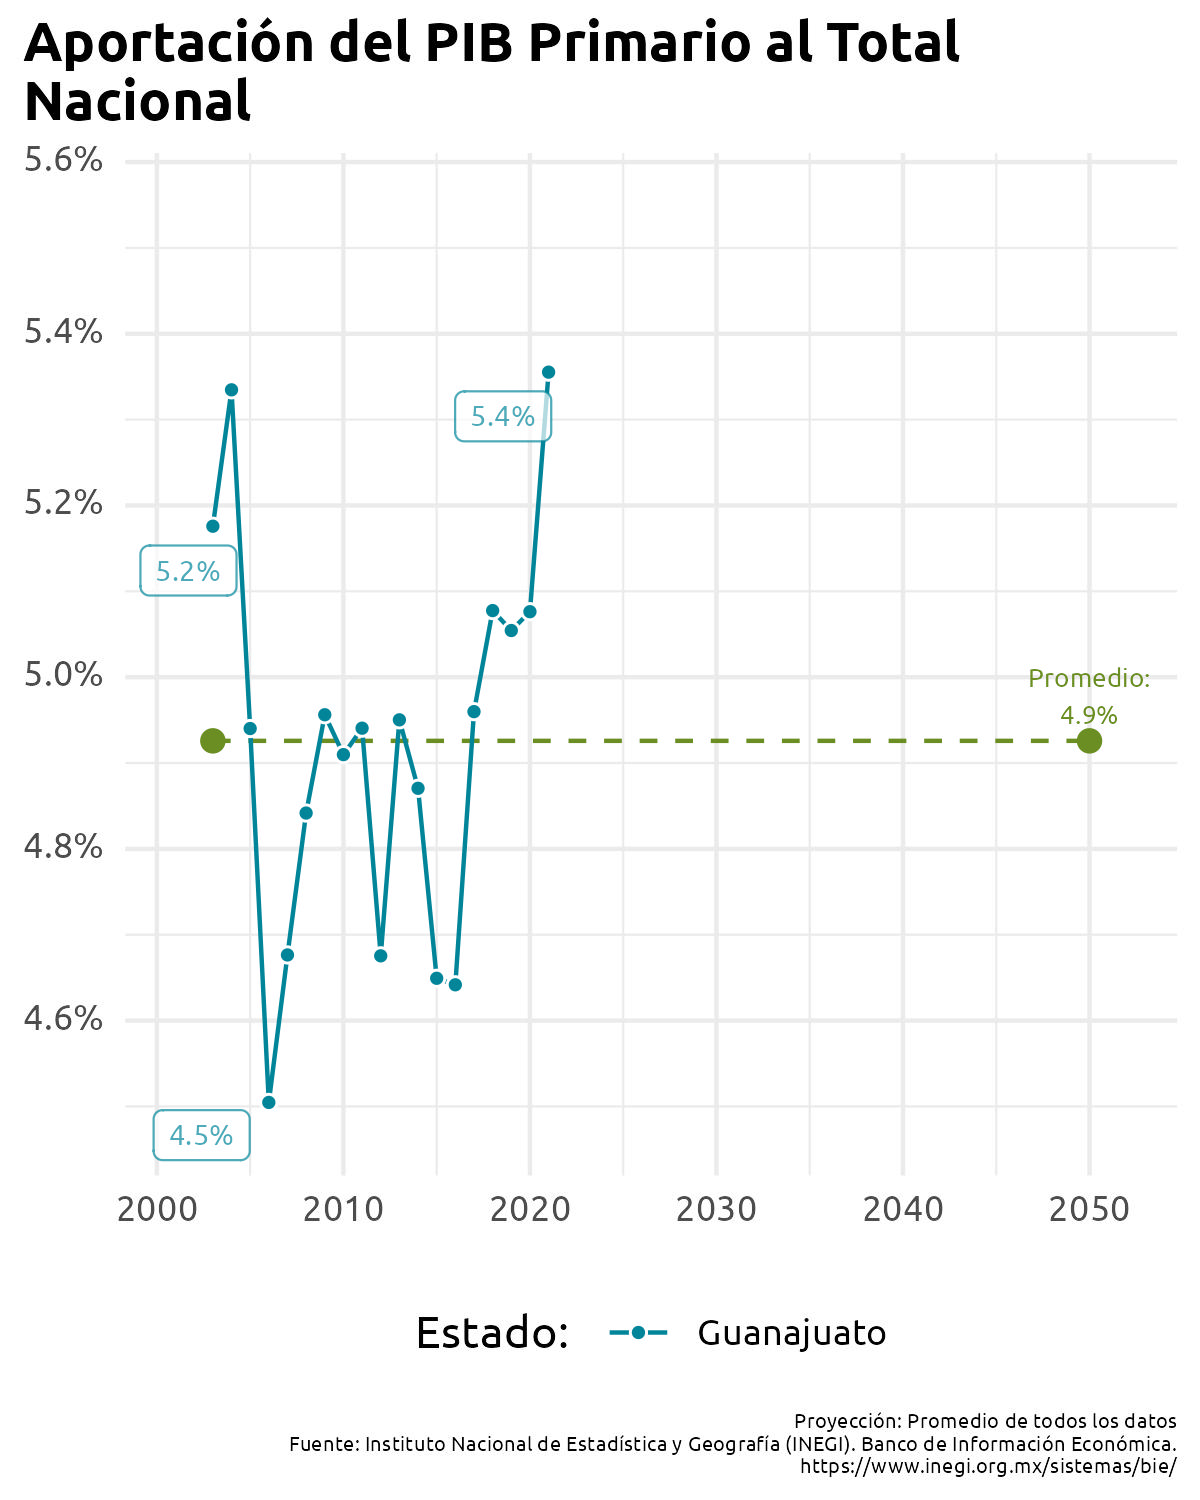 Aportación del PIB Primario al Total
Nacional
5.6%
5.4%
5.4%
5.2%
5.2%
5.0%
Promedio:
4.9%
4.8%
4.6%
4.5%
2000 2010 2020 2030 2040 2050
Estado: Guanajuato
Proyección: Promedio de todos los datos
Fuente: Instituto Nacional de Estadística y Geografía (INEGI). Banco de Información Económica.
https://www.inegi.org.mx/sistemas/bie/